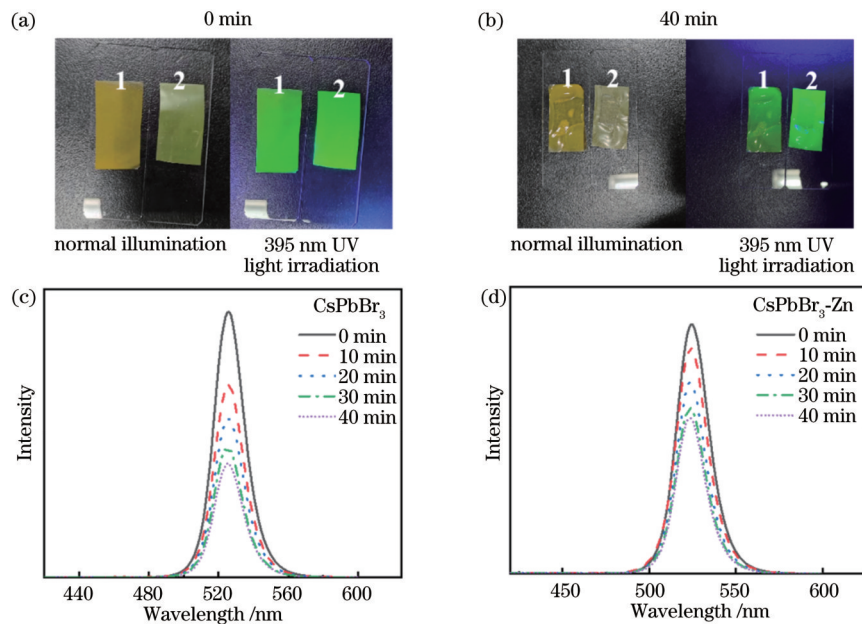 (a)
0 min
1
2
1
2
normal illumination
395 nm UV
light irradiation
(b)
40 min
1
2
1
2
normal illumination
395 nm UV
light irradiation
(c)
CsPbBr₃
0 min
10 min
20 min
30 min
40 min
Intensity
440
480
520
560
600
Wavelength /nm
(d)
CsPbBr₃-Zn
0 min
10 min
20 min
30 min
40 min
Intensity
450
500
550
600
Wavelength /nm